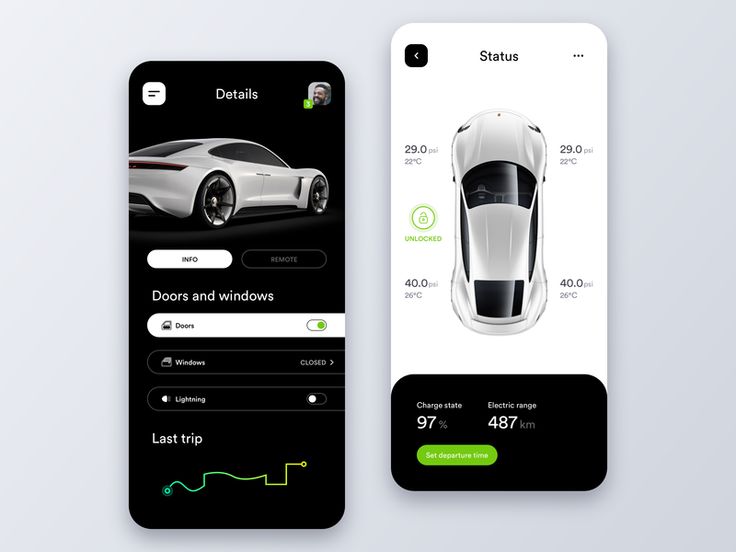 Details
3
INFO
REMOTE
Doors and windows
Doors
Windows
CLOSED
Lightning
Last trip
Status
29.0 psi
22°C
29.0 psi
22°C
UNLOCKED
40.0 psi
26°C
40.0 psi
26°C
Charge state
97 %
Electric range
487 km
Set departure time